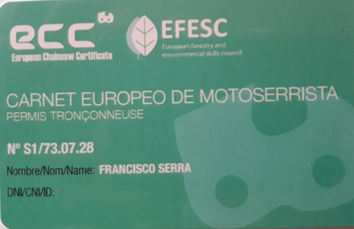 ecc
European Chainsaw Certificate
EFESC
European forestry and
environmental skills council
CARNET EUROPEO DE MOTOSERRISTA
PERMIS TRONÇONNEUSE
Nº S1/73.07.28
Nombre/Nom/Name: FRANCISCO SERRA
DNI/CNI/ID: